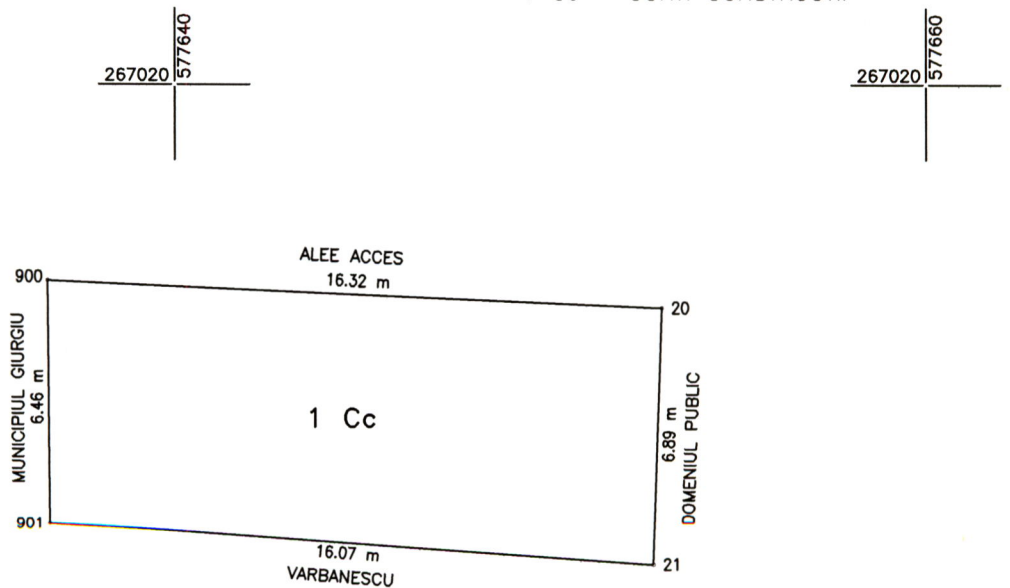 267020
577640
267020
577660
ALEE ACCES
16.32 m
900
20
MUNICIPIUL GIURGIU
6.46 m
1 Cc
6.89 m
DOMENIUL PUBLIC
901
16.07 m
21
VARBANESCU